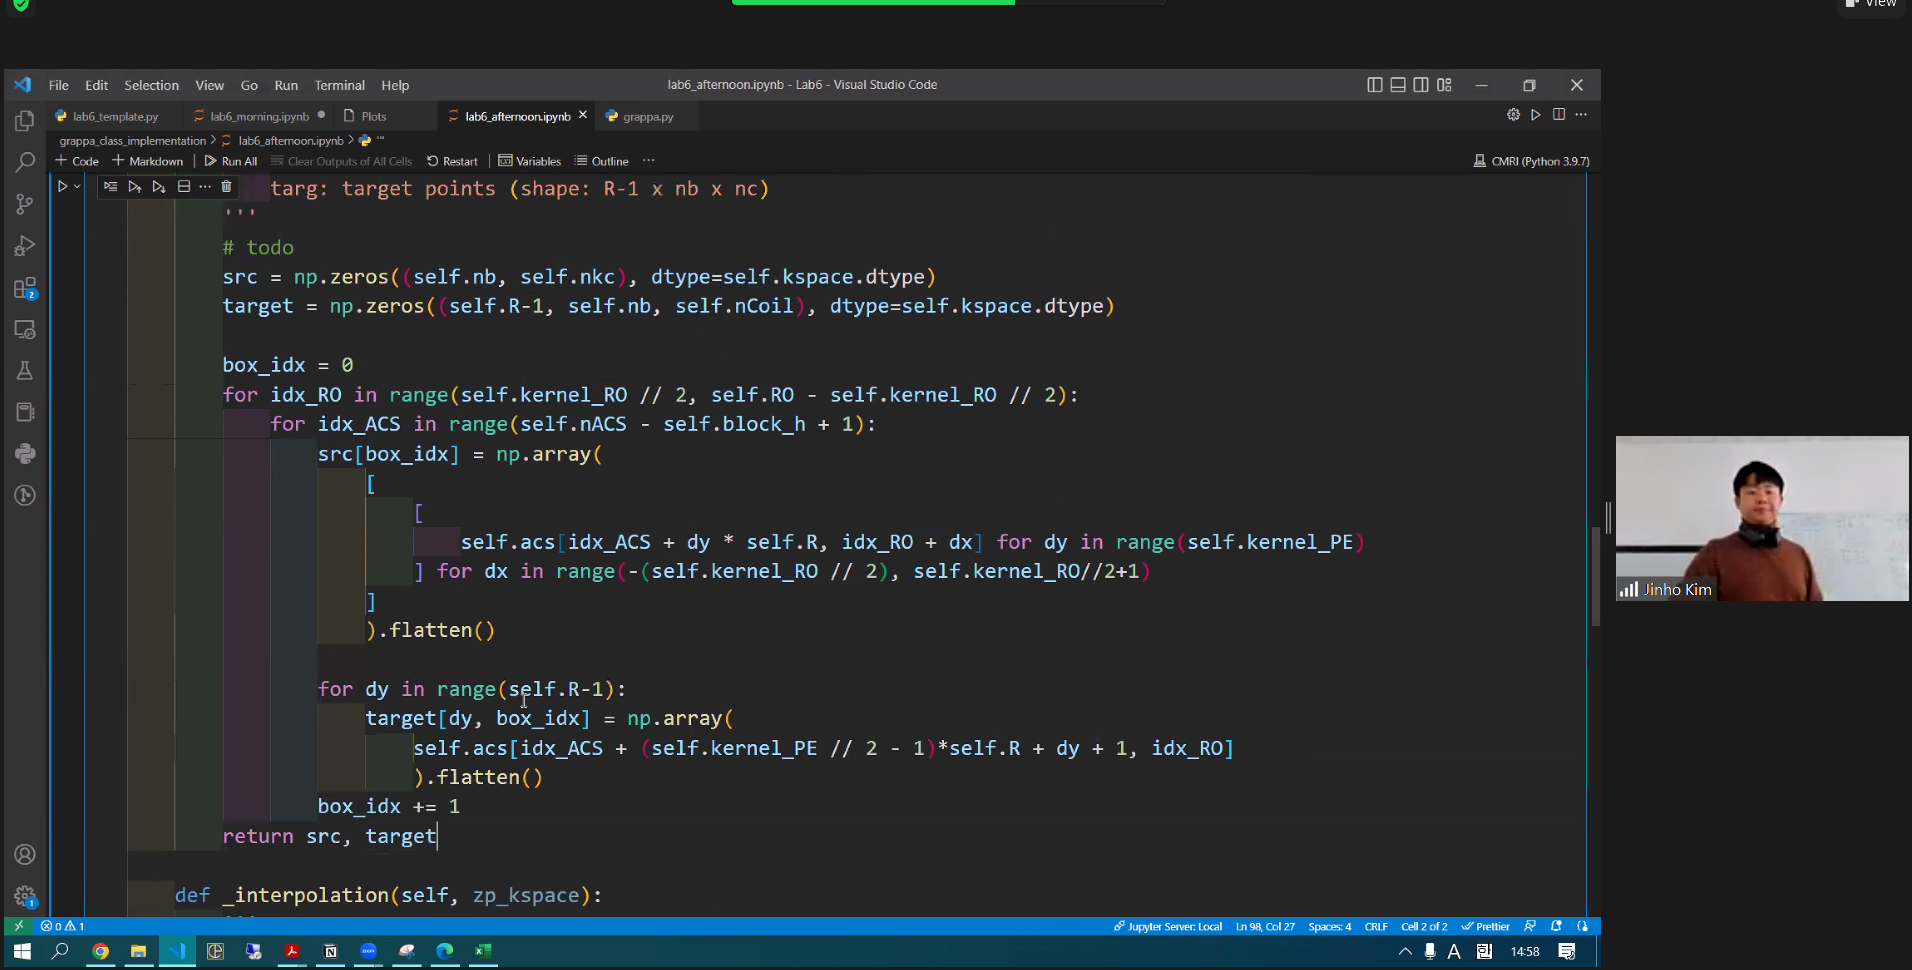 View
File Edit Selection View Go Run Terminal Help
lab6_afternoon.ipynb - Lab6 - Visual Studio Code
lab6_template.py lab6_morning.ipynb Plots lab6_afternoon.ipynb grappa.py
grappa_class_implementation > lab6_afternoon.ipynb >
+ Code + Markdown Run All Clear Outputs of All Cells Restart Variables Outline ... CMRI (Python 3.9.7)
targ: target points (shape: R-1 x nb x nc)
'''
# todo
src = np.zeros((self.nb, self.nkc), dtype=self.kspace.dtype)
target = np.zeros((self.R-1, self.nb, self.nCoil), dtype=self.kspace.dtype)
box_idx = 0
for idx_RO in range(self.kernel_RO // 2, self.RO - self.kernel_RO // 2):
for idx_ACS in range(self.nACS - self.block_h + 1):
src[box_idx] = np.array(
[
[
self.acs[idx_ACS + dy * self.R, idx_RO + dx] for dy in range(self.kernel_PE)
] for dx in range(-(self.kernel_RO // 2), self.kernel_RO//2+1)
]
).flatten()
for dy in range(self.R-1):
target[dy, box_idx] = np.array(
self.acs[idx_ACS + (self.kernel_PE // 2 - 1)*self.R + dy + 1, idx_RO]
).flatten()
box_idx += 1
return src, target
def _interpolation(self, zp_kspace):
Jinho Kim
0 1 Jupyter Server: Local Ln 98, Col 27 Spaces: 4 CRLF Cell 2 of 2 Prettier
A 14:58